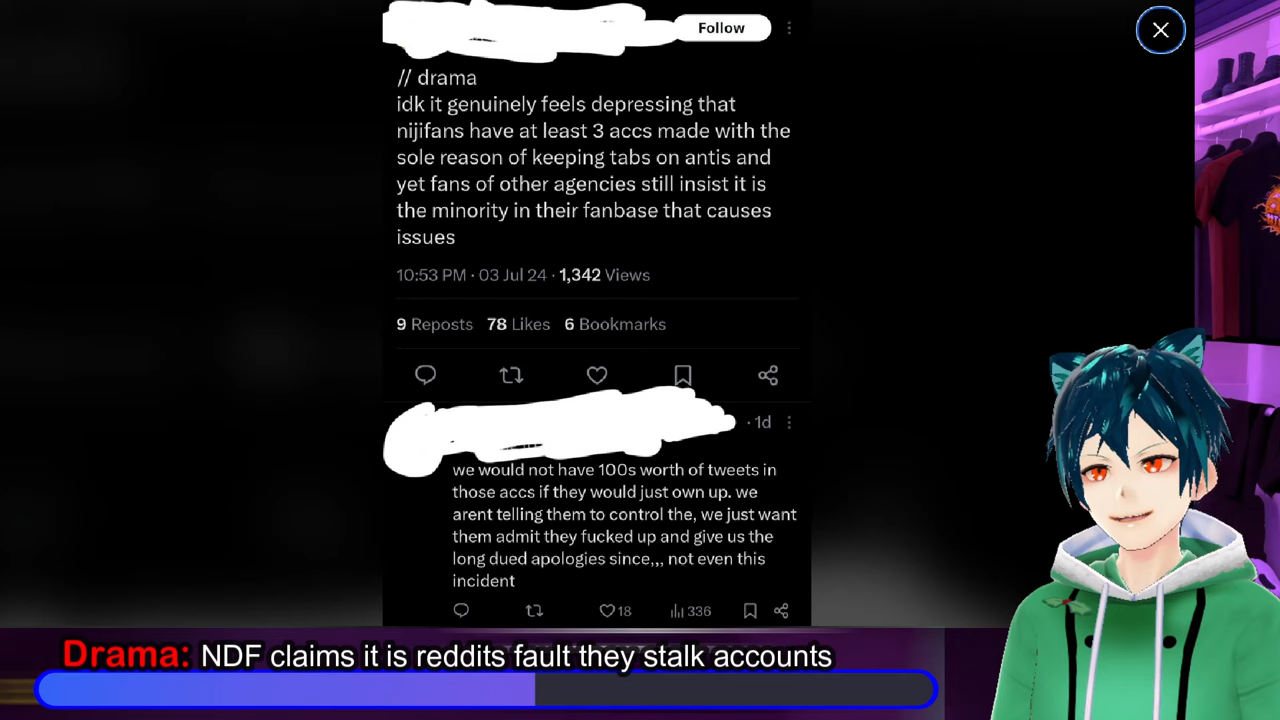 Follow
// drama
idk it genuinely feels depressing that
nijifans have at least 3 accs made with the
sole reason of keeping tabs on antis and
yet fans of other agencies still insist it is
the minority in their fanbase that causes
issues
10:53 PM · 03 Jul 24 · 1,342 Views
9 Reposts 78 Likes 6 Bookmarks
· 1d
we would not have 100s worth of tweets in
those accs if they would just own up. we
arent telling them to control the, we just want
them admit they fucked up and give us the
long dued apologies since,,, not even this
incident
18 336
Drama: NDF claims it is reddits fault they stalk accounts